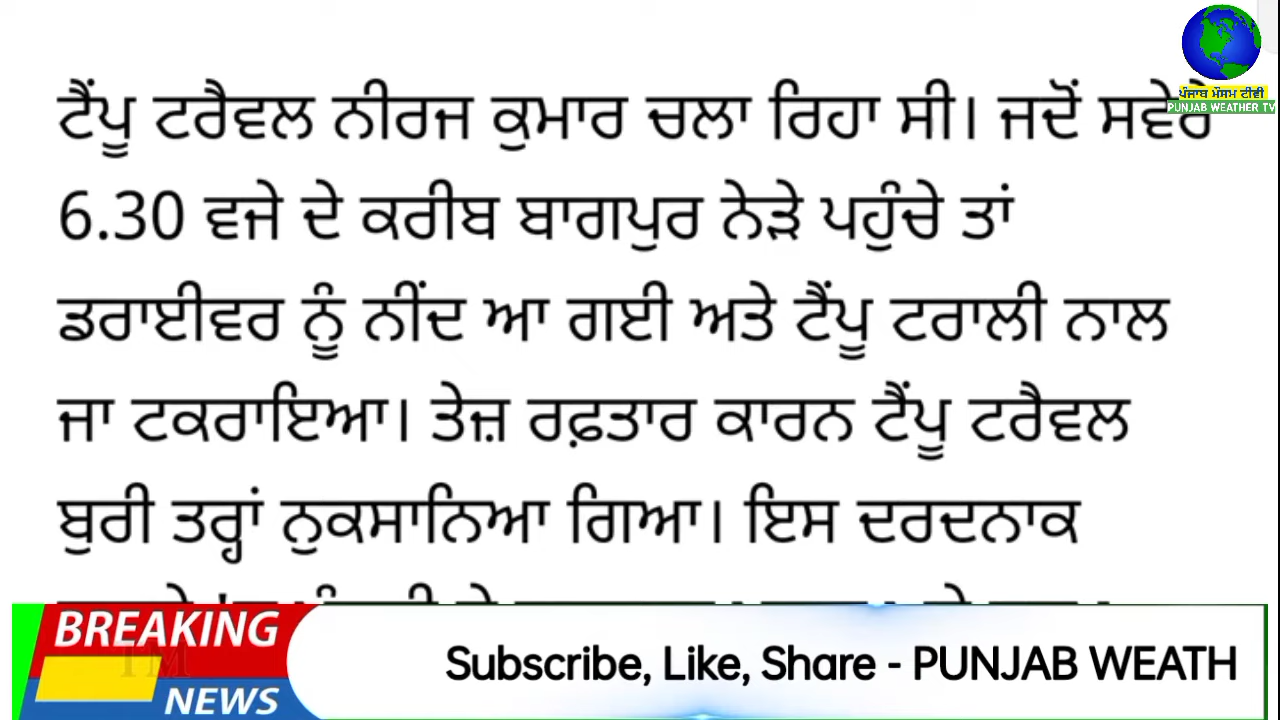 ਪੰਜਾਬ ਮੌਸਮ ਟੀਵੀ
PUNJAB WEATHER TV
ਟੈਂਪੂ ਟਰੈਵਲ ਨੀਰਜ ਕੁਮਾਰ ਚਲਾ ਰਿਹਾ ਸੀ। ਜਦੋਂ ਸਵੇਰੇ
6.30 ਵਜੇ ਦੇ ਕਰੀਬ ਬਾਗਪੁਰ ਨੇੜੇ ਪਹੁੰਚੇ ਤਾਂ
ਡਰਾਈਵਰ ਨੂੰ ਨੀਂਦ ਆ ਗਈ ਅਤੇ ਟੈਂਪੂ ਟਰਾਲੀ ਨਾਲ
ਜਾ ਟਕਰਾਇਆ। ਤੇਜ਼ ਰਫ਼ਤਾਰ ਕਾਰਨ ਟੈਂਪੂ ਟਰੈਵਲ
ਬੁਰੀ ਤਰ੍ਹਾਂ ਨੁਕਸਾਨਿਆ ਗਿਆ। ਇਸ ਦਰਦਨਾਕ
BREAKING
NEWS
Subscribe, Like, Share - PUNJAB WEATH